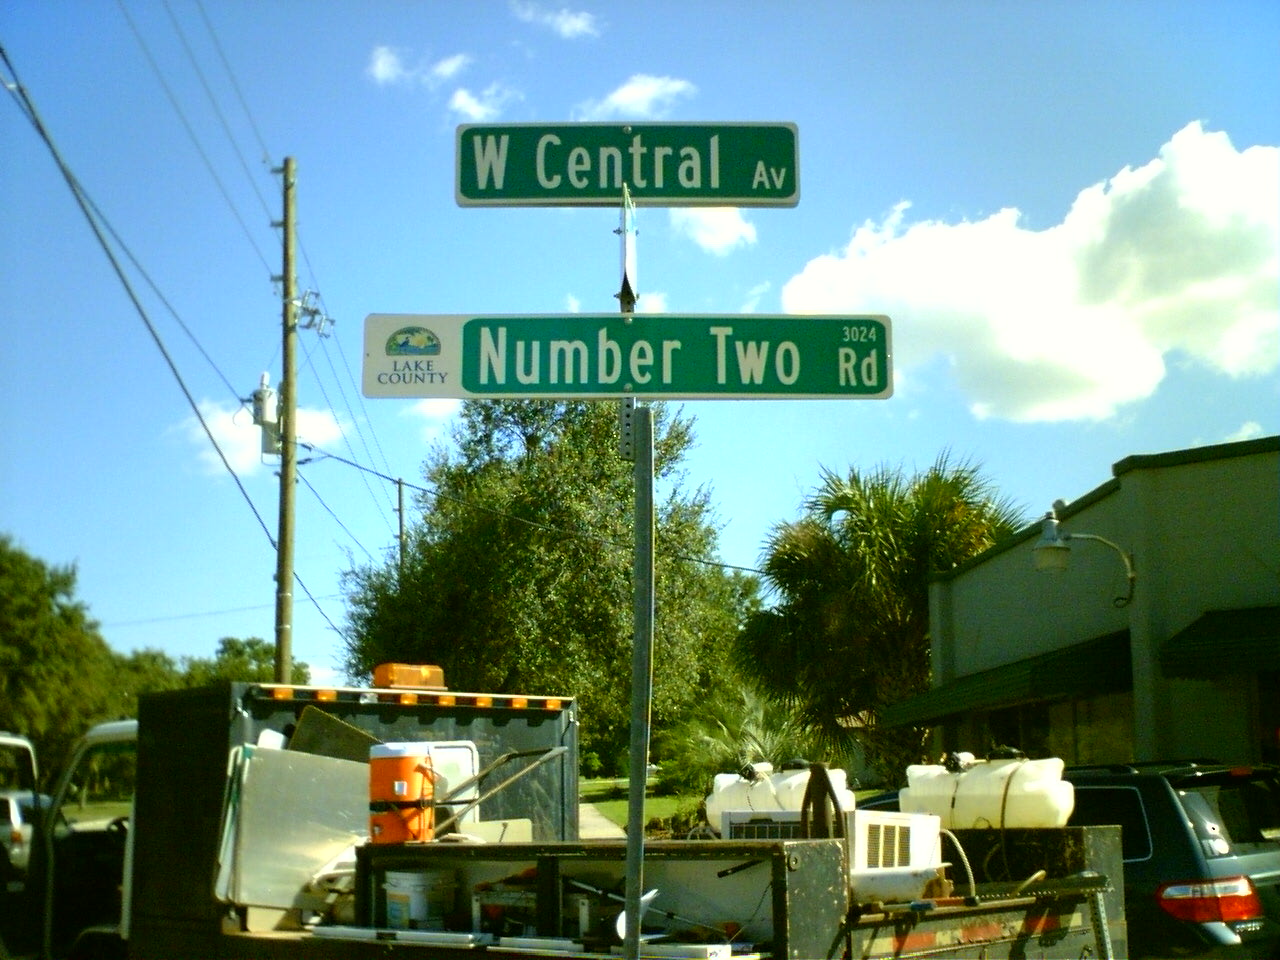 W Central Av
LAKE
COUNTY
Number Two Rd
3024